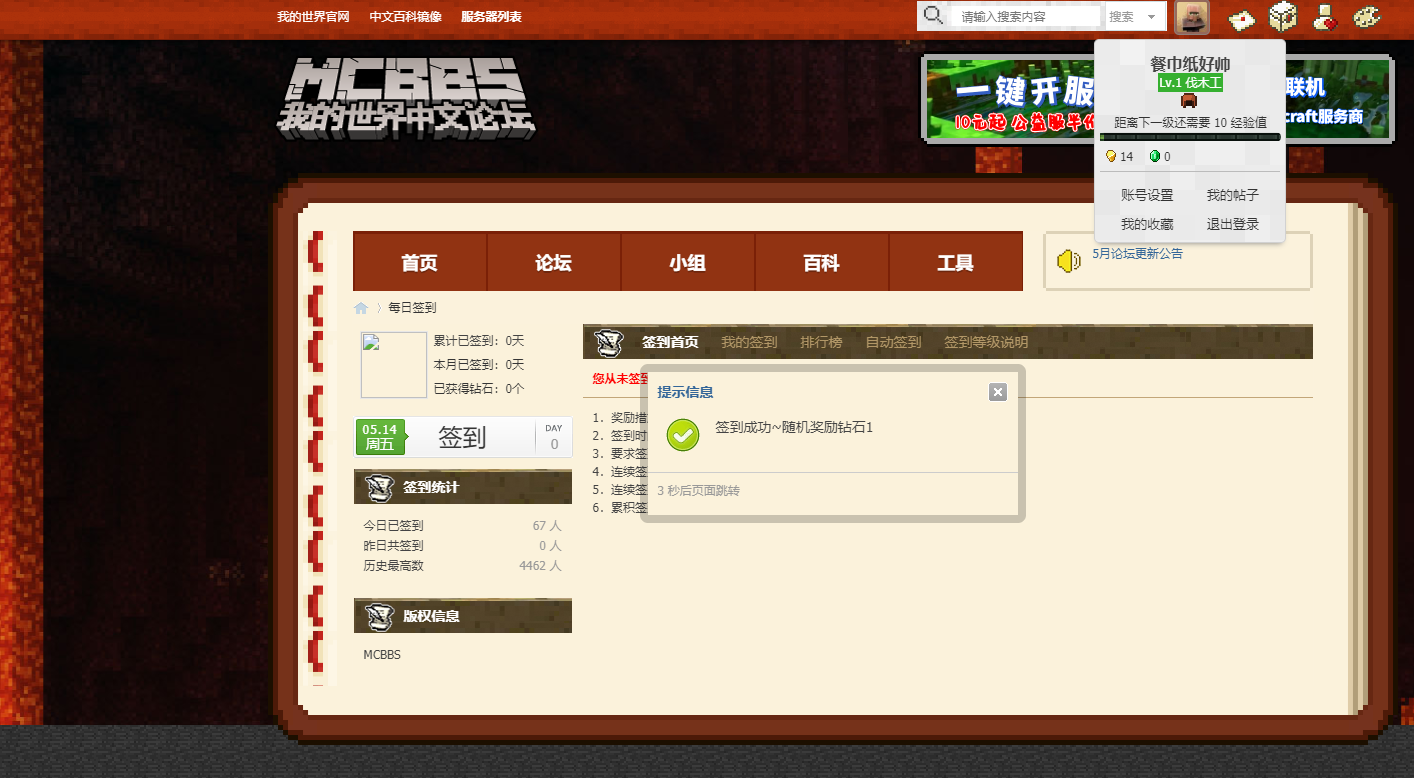 我的世界官网 中文百科镜像 服务器列表
请输入搜索内容 搜索
MCBBS
我的世界中文论坛
一键开服
联机
10元起 公益服半价
craft服务商
餐巾纸好帅
Lv.1 伐木工
距离下一级还需要 10 经验值
14 0
账号设置 我的帖子
我的收藏 退出登录
首页 论坛 小组 百科 工具
5月论坛更新公告
每日签到
累计已签到: 0天
本月已签到: 0天
已获得钻石: 0个
05.14
周五
签到
DAY
0
签到统计
今日已签到 67 人
昨日共签到 0 人
历史最高数 4462 人
版权信息
MCBBS
签到首页 我的签到 排行榜 自动签到 签到等级说明
您从未签到
1. 奖励措
2. 签到时
3. 要求签
4. 连续签
5. 连续签
6. 累积签
提示信息
签到成功~随机奖励钻石1
3 秒后页面跳转